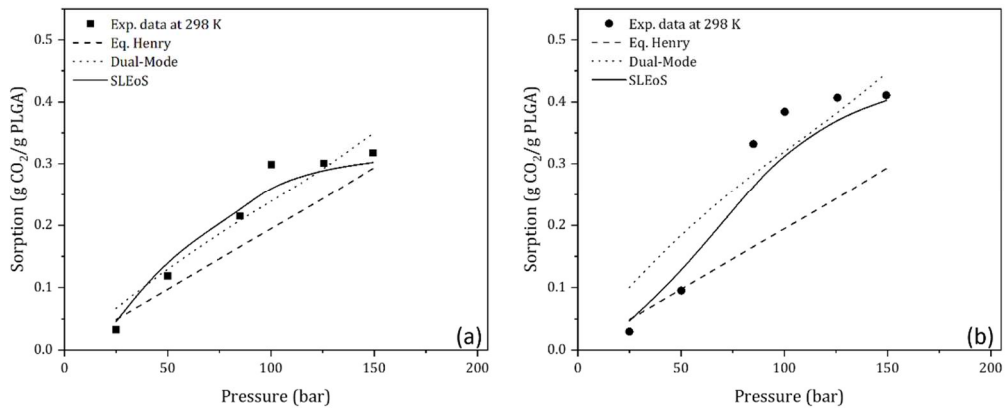 Exp. data at 298 K
Eq. Henry
Dual-Mode
SLEoS
0.5
0.4
0.3
0.2
0.1
0.0
Sorption (g CO2/g PLGA)
0
50
100
150
200
Pressure (bar)
(a)
Exp. data at 298 K
Eq. Henry
Dual-Mode
SLEoS
0.5
0.4
0.3
0.2
0.1
0.0
Sorption (g CO2/g PLGA)
0
50
100
150
200
Pressure (bar)
(b)